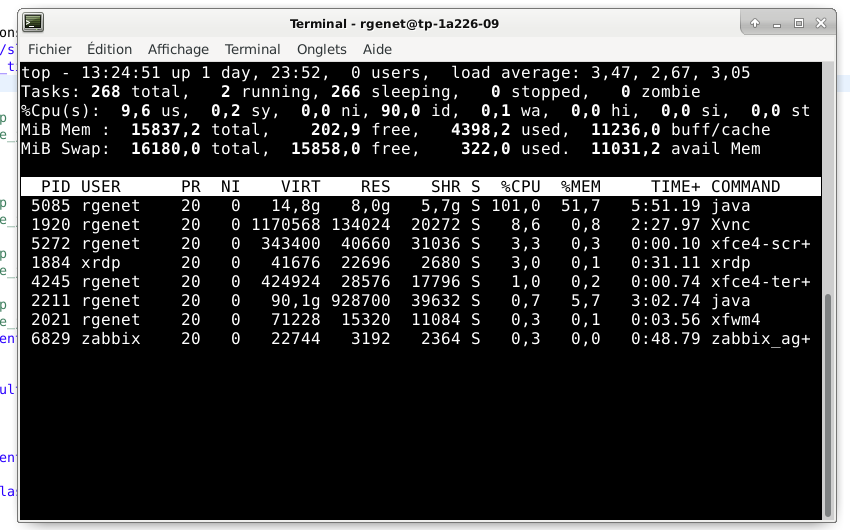 Terminal - rgenet@tp-1a226-09
Fichier Édition Affichage Terminal Onglets Aide
top - 13:24:51 up 1 day, 23:52,  0 users,  load average: 3,47, 2,67, 3,05
Tasks: 268 total,   2 running, 266 sleeping,   0 stopped,   0 zombie
%Cpu(s):  9,6 us,  0,2 sy,  0,0 ni, 90,0 id,  0,1 wa,  0,0 hi,  0,0 si,  0,0 st
MiB Mem :  15837,2 total,    202,9 free,   4398,2 used,  11236,0 buff/cache
MiB Swap:  16180,0 total,  15858,0 free,    322,0 used.  11031,2 avail Mem
PID USER      PR  NI    VIRT    RES    SHR S  %CPU  %MEM     TIME+ COMMAND
5085 rgenet    20   0   14,8g   8,0g   5,7g S 101,0  51,7   5:51.19 java
1920 rgenet    20   0 1170568 134024  20272 S   8,6   0,8   2:27.97 Xvnc
5272 rgenet    20   0  343400  40660  31036 S   3,3   0,3   0:00.10 xfce4-scr+
1884 xrdp      20   0   41676  22696   2680 S   3,0   0,1   0:31.11 xrdp
4245 rgenet    20   0  424924  28576  17796 S   1,0   0,2   0:00.74 xfce4-ter+
2211 rgenet    20   0   90,1g 928700  39632 S   0,7   5,7   3:02.74 java
2021 rgenet    20   0   71228  15320  11084 S   0,3   0,1   0:03.56 xfwm4
6829 zabbix    20   0   22744   3192   2364 S   0,3   0,0   0:48.79 zabbix_ag+